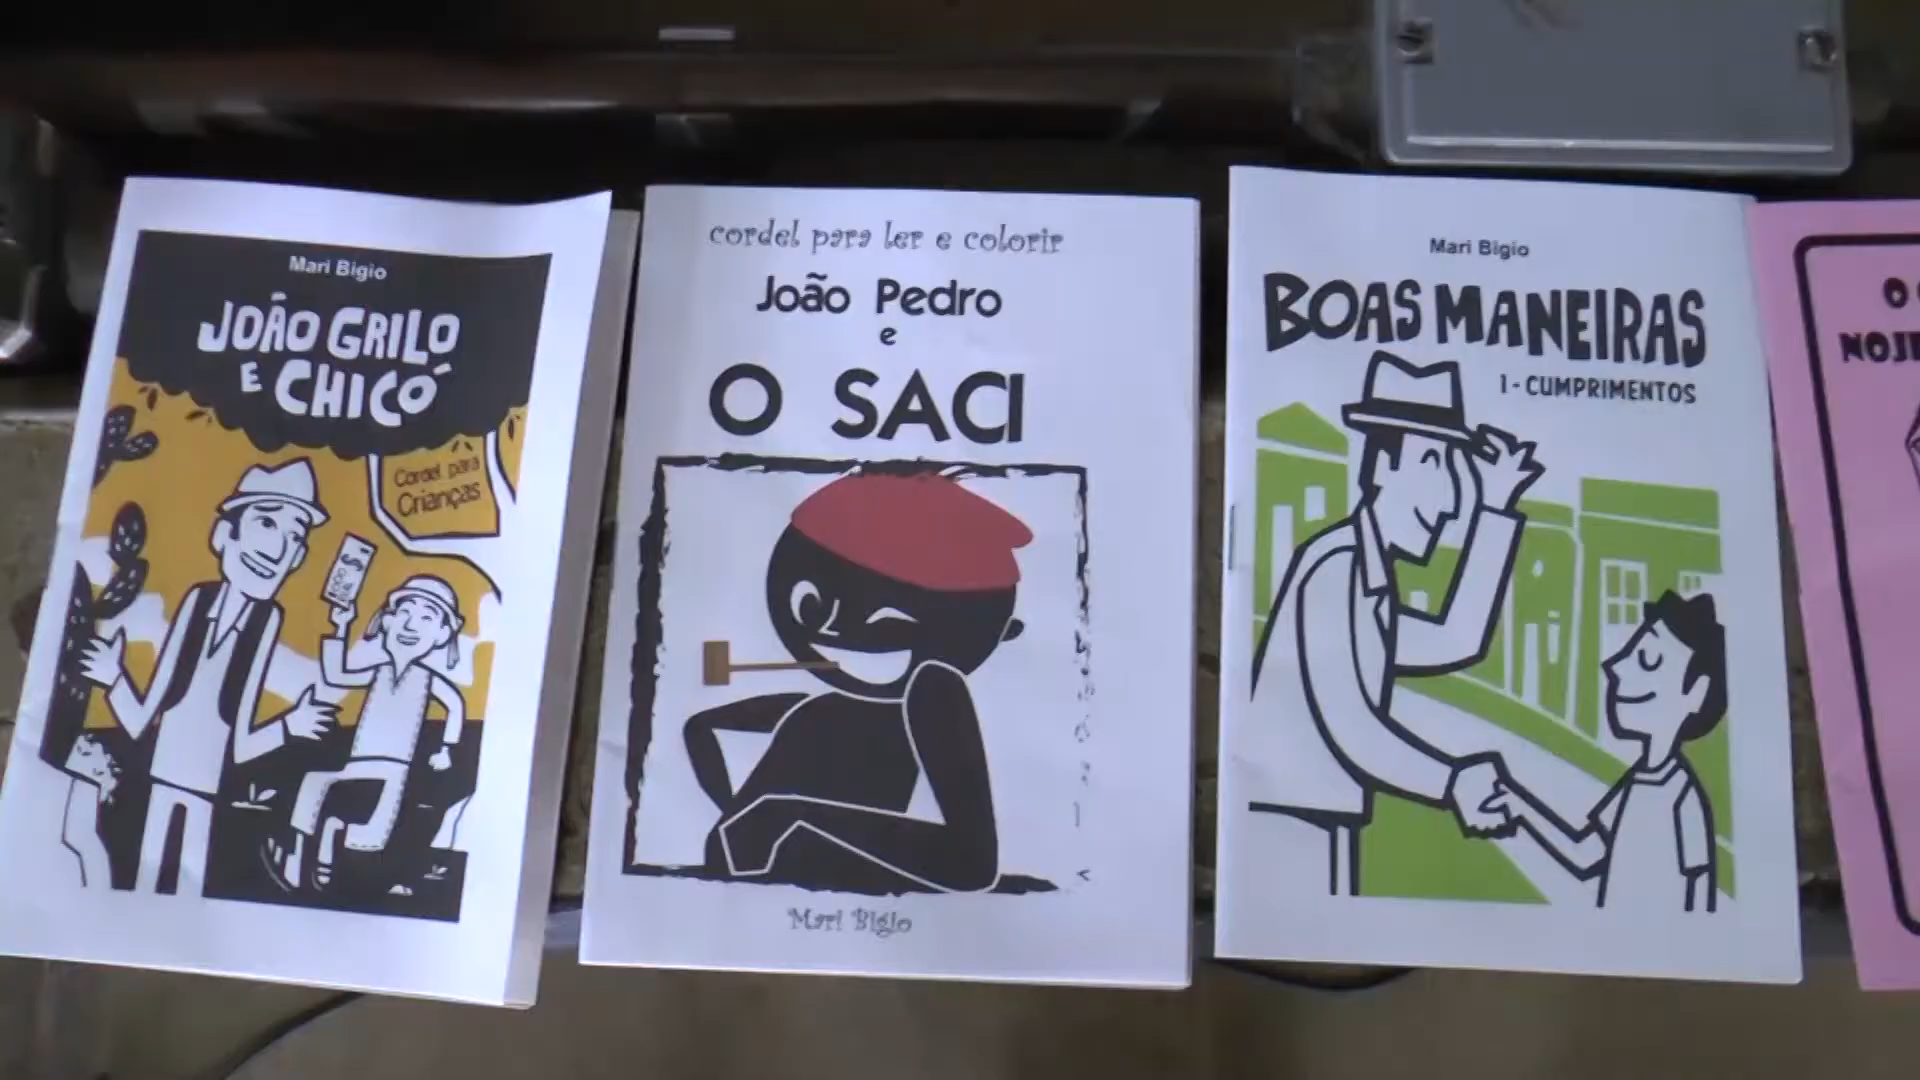 Mari Bigio
JOÃO GRILO
E CHICÓ
Cordel para
Crianças
cordel para ler e colorir
João Pedro
e
O SACI
Mari Bigio
Mari Bigio
BOAS MANEIRAS
1 - CUMPRIMENTOS
O